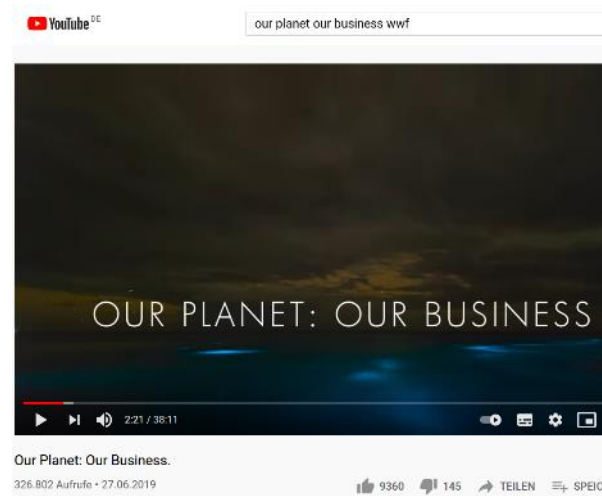 YouTube DE
our planet our business wwf
OUR PLANET: OUR BUSINESS
2:21 / 38:11
Our Planet: Our Business.
326.802 Aufrufe • 27.06.2019
9360 145 TEILEN SPEIC